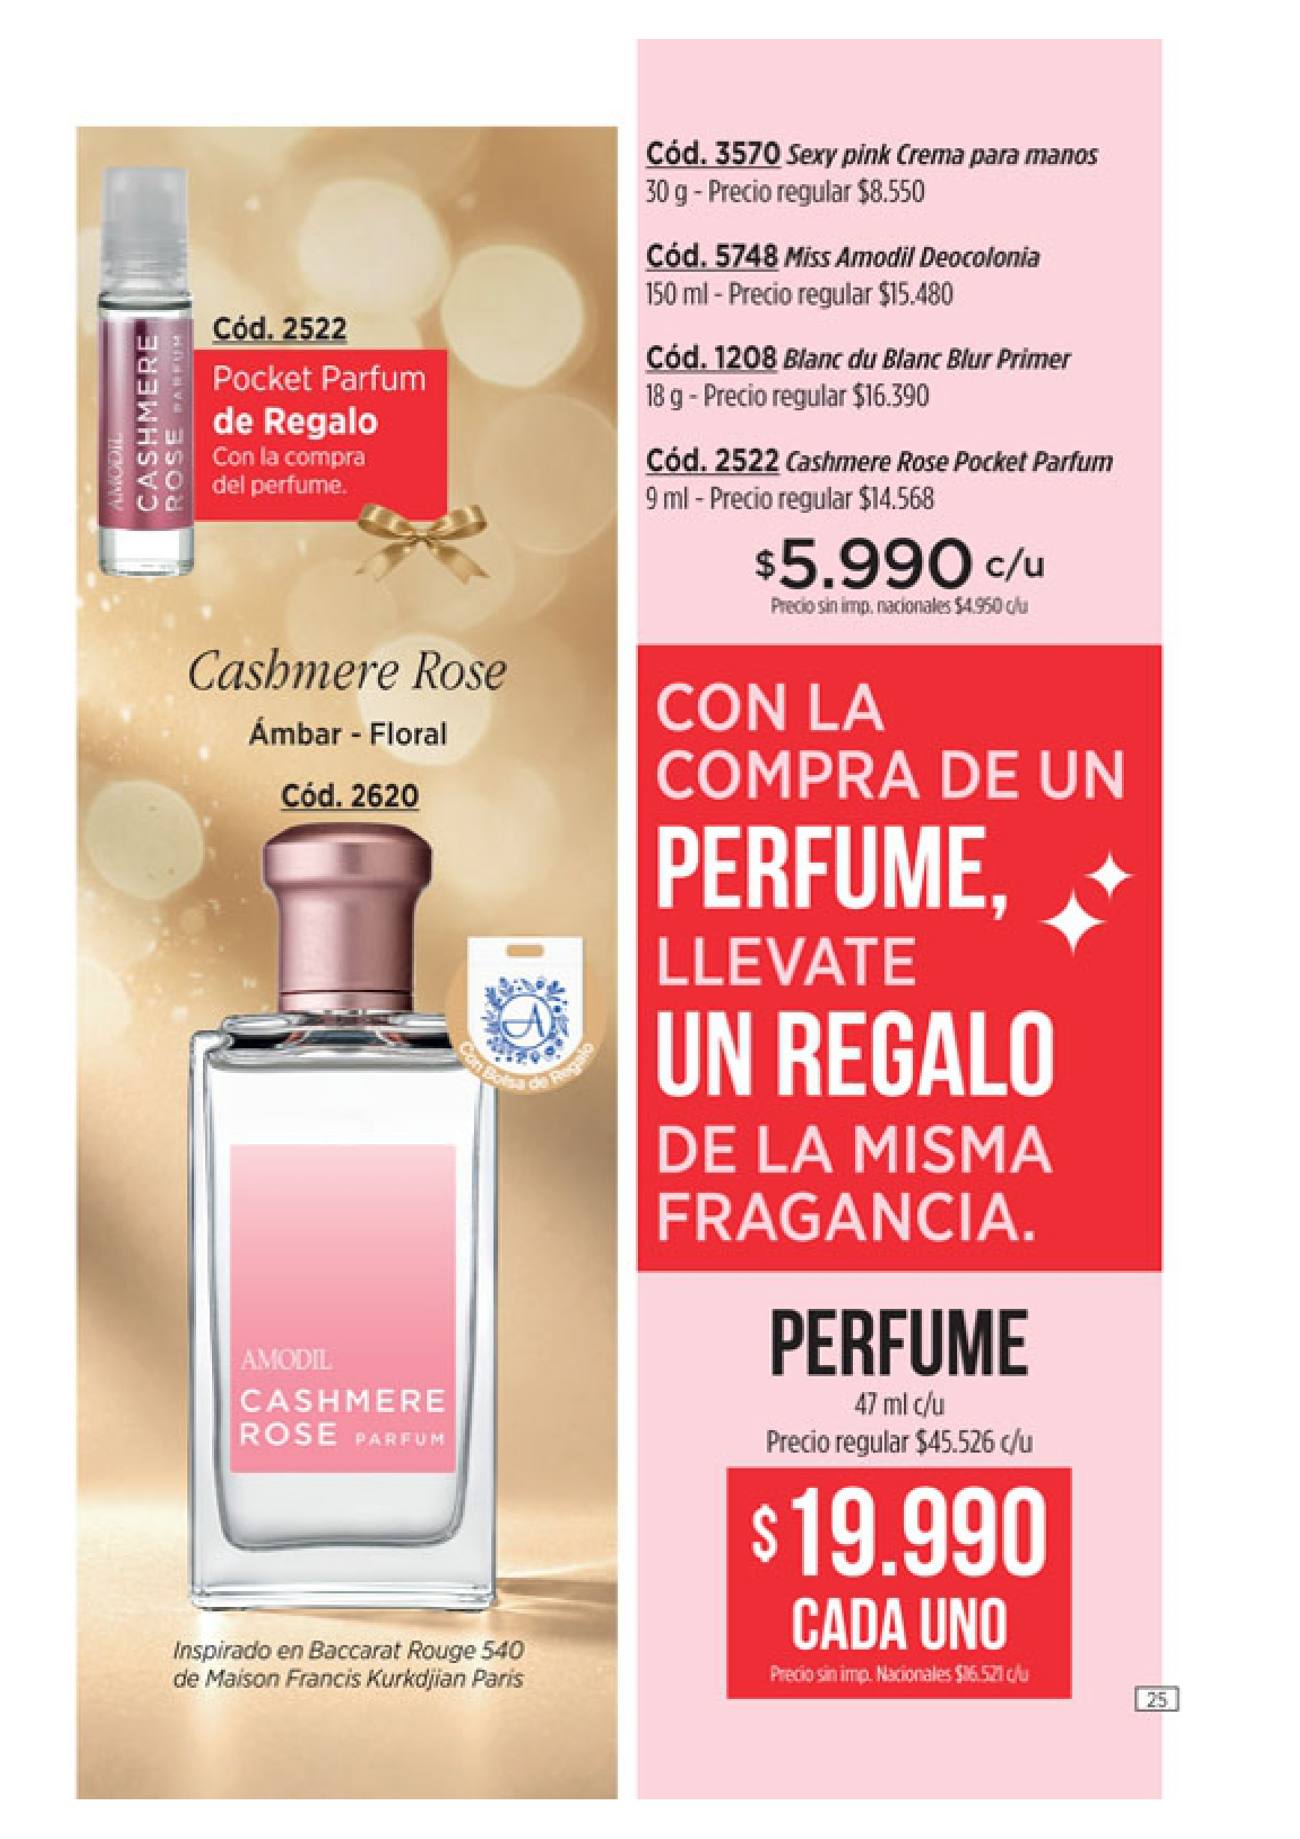 AMODIL
CASHMERE
ROSE PARFUM
Cód. 2522
Pocket Parfum
de Regalo
Con la compra
del perfume.
Cashmere Rose
Ámbar - Floral
Cód. 2620
A
Con Bolsa de Regalo
AMODIL
CASHMERE
ROSE PARFUM
Inspirado en Baccarat Rouge 540
de Maison Francis Kurkdjian Paris
Cód. 3570 Sexy pink Crema para manos
30 g - Precio regular $8.550
Cód. 5748 Miss Amodil Deocolonia
150 ml - Precio regular $15.480
Cód. 1208 Blanc du Blanc Blur Primer
18 g - Precio regular $16.390
Cód. 2522 Cashmere Rose Pocket Parfum
9 ml - Precio regular $14.568
$5.990 c/u
Precio sin imp. nacionales $4.950 c/u
CON LA
COMPRA DE UN
PERFUME,
LLEVATE
UN REGALO
DE LA MISMA
FRAGANCIA.
PERFUME
47 ml c/u
Precio regular $45.526 c/u
$19.990
CADA UNO
Precio sin imp. Nacionales $16.521 c/u
25